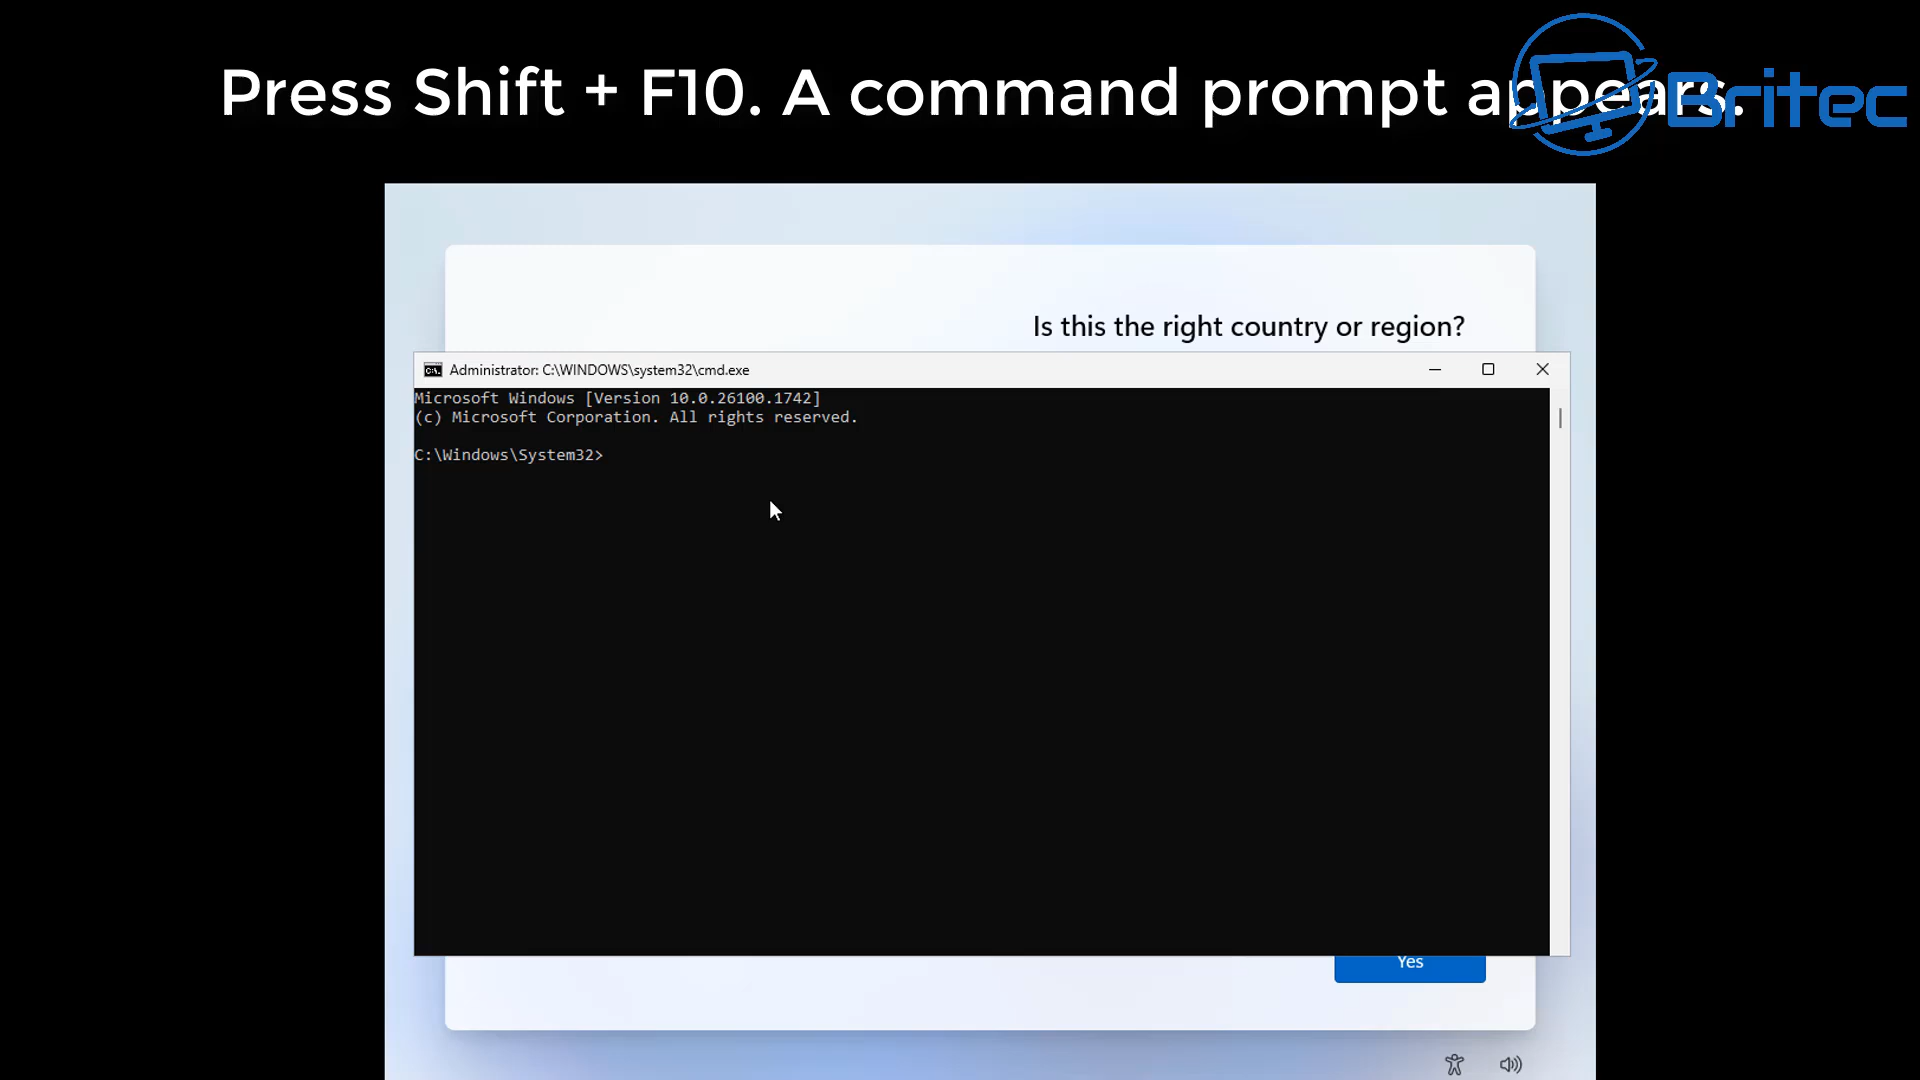 Press Shift + F10. A command prompt appears.
Britec
Is this the right country or region?
Administrator: C:\WINDOWS\system32\cmd.exe
Microsoft Windows [Version 10.0.26100.1742]
(c) Microsoft Corporation. All rights reserved.
C:\Windows\System32>
Yes